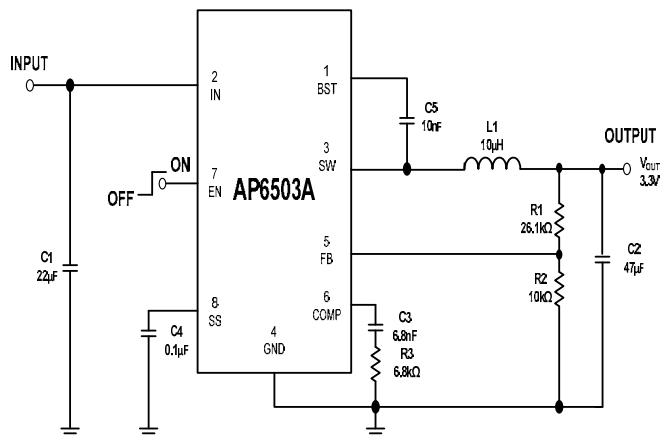 INPUT
2
IN
1
BST
C5
10nF
L1
10µH
OUTPUT
V_OUT
3.3V
3
SW
ON
OFF
7
EN
AP6503A
R1
26.1kΩ
5
FB
C2
47µF
R2
10kΩ
C1
22µF
6
COMP
8
SS
C4
0.1µF
4
GND
C3
6.8nF
R3
6.8kΩ